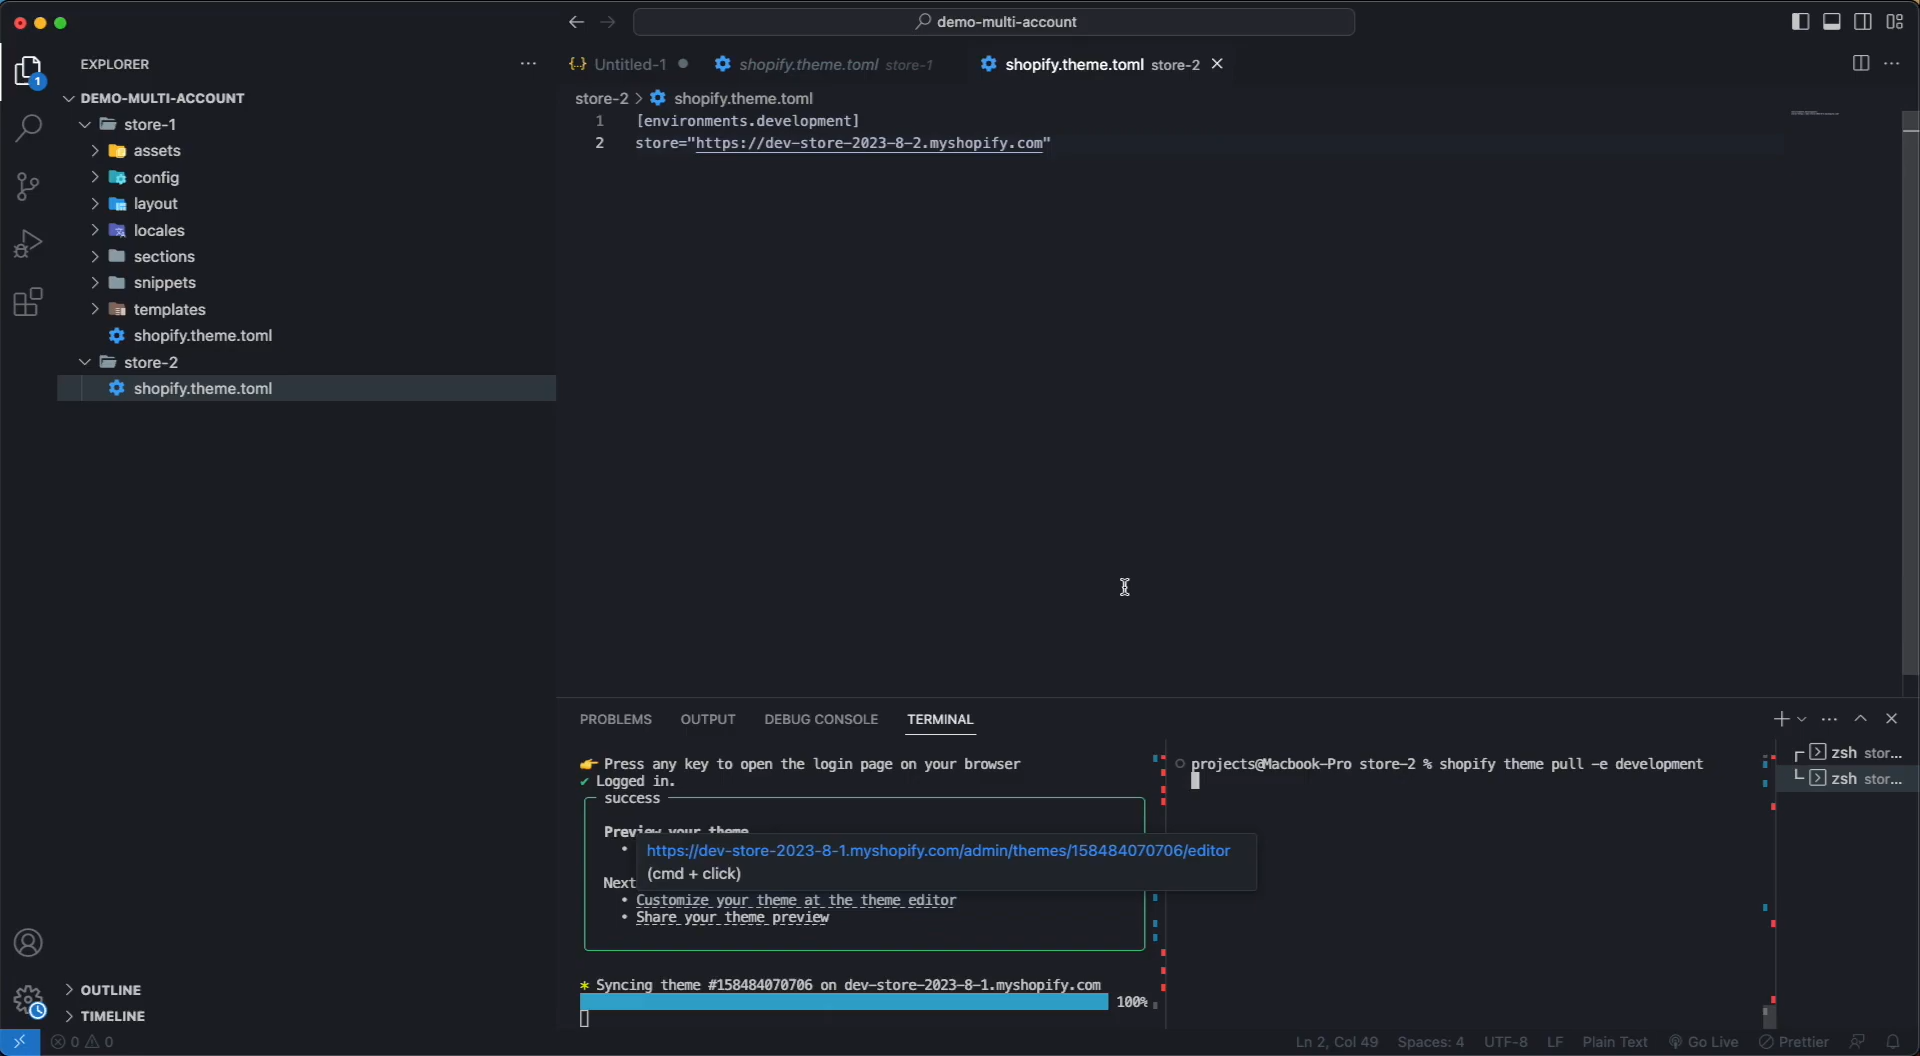 demo-multi-account
EXPLORER
Untitled-1
shopify.theme.toml store-1
shopify.theme.toml store-2
1
DEMO-MULTI-ACCOUNT
store-2 > shopify.theme.toml
store-1
1 [environments.development]
2 store="https://dev-store-2023-8-2.myshopify.com"
assets
config
layout
locales
sections
snippets
templates
shopify.theme.toml
store-2
shopify.theme.toml
PROBLEMS OUTPUT DEBUG CONSOLE TERMINAL
👉 Press any key to open the login page on your browser
✔ Logged in.
success
Preview your theme
• https://dev-store-2023-8-1.myshopify.com/admin/themes/158484070706/editor
(cmd + click)
Next
• Customize your theme at the theme editor
• Share your theme preview
* Syncing theme #158484070706 on dev-store-2023-8-1.myshopify.com
100%
projects@Macbook-Pro store-2 % shopify theme pull -e development
zsh stor...
zsh stor...
OUTLINE
TIMELINE
0 0
Ln 2, Col 49 Spaces: 4 UTF-8 LF Plain Text Go Live Prettier